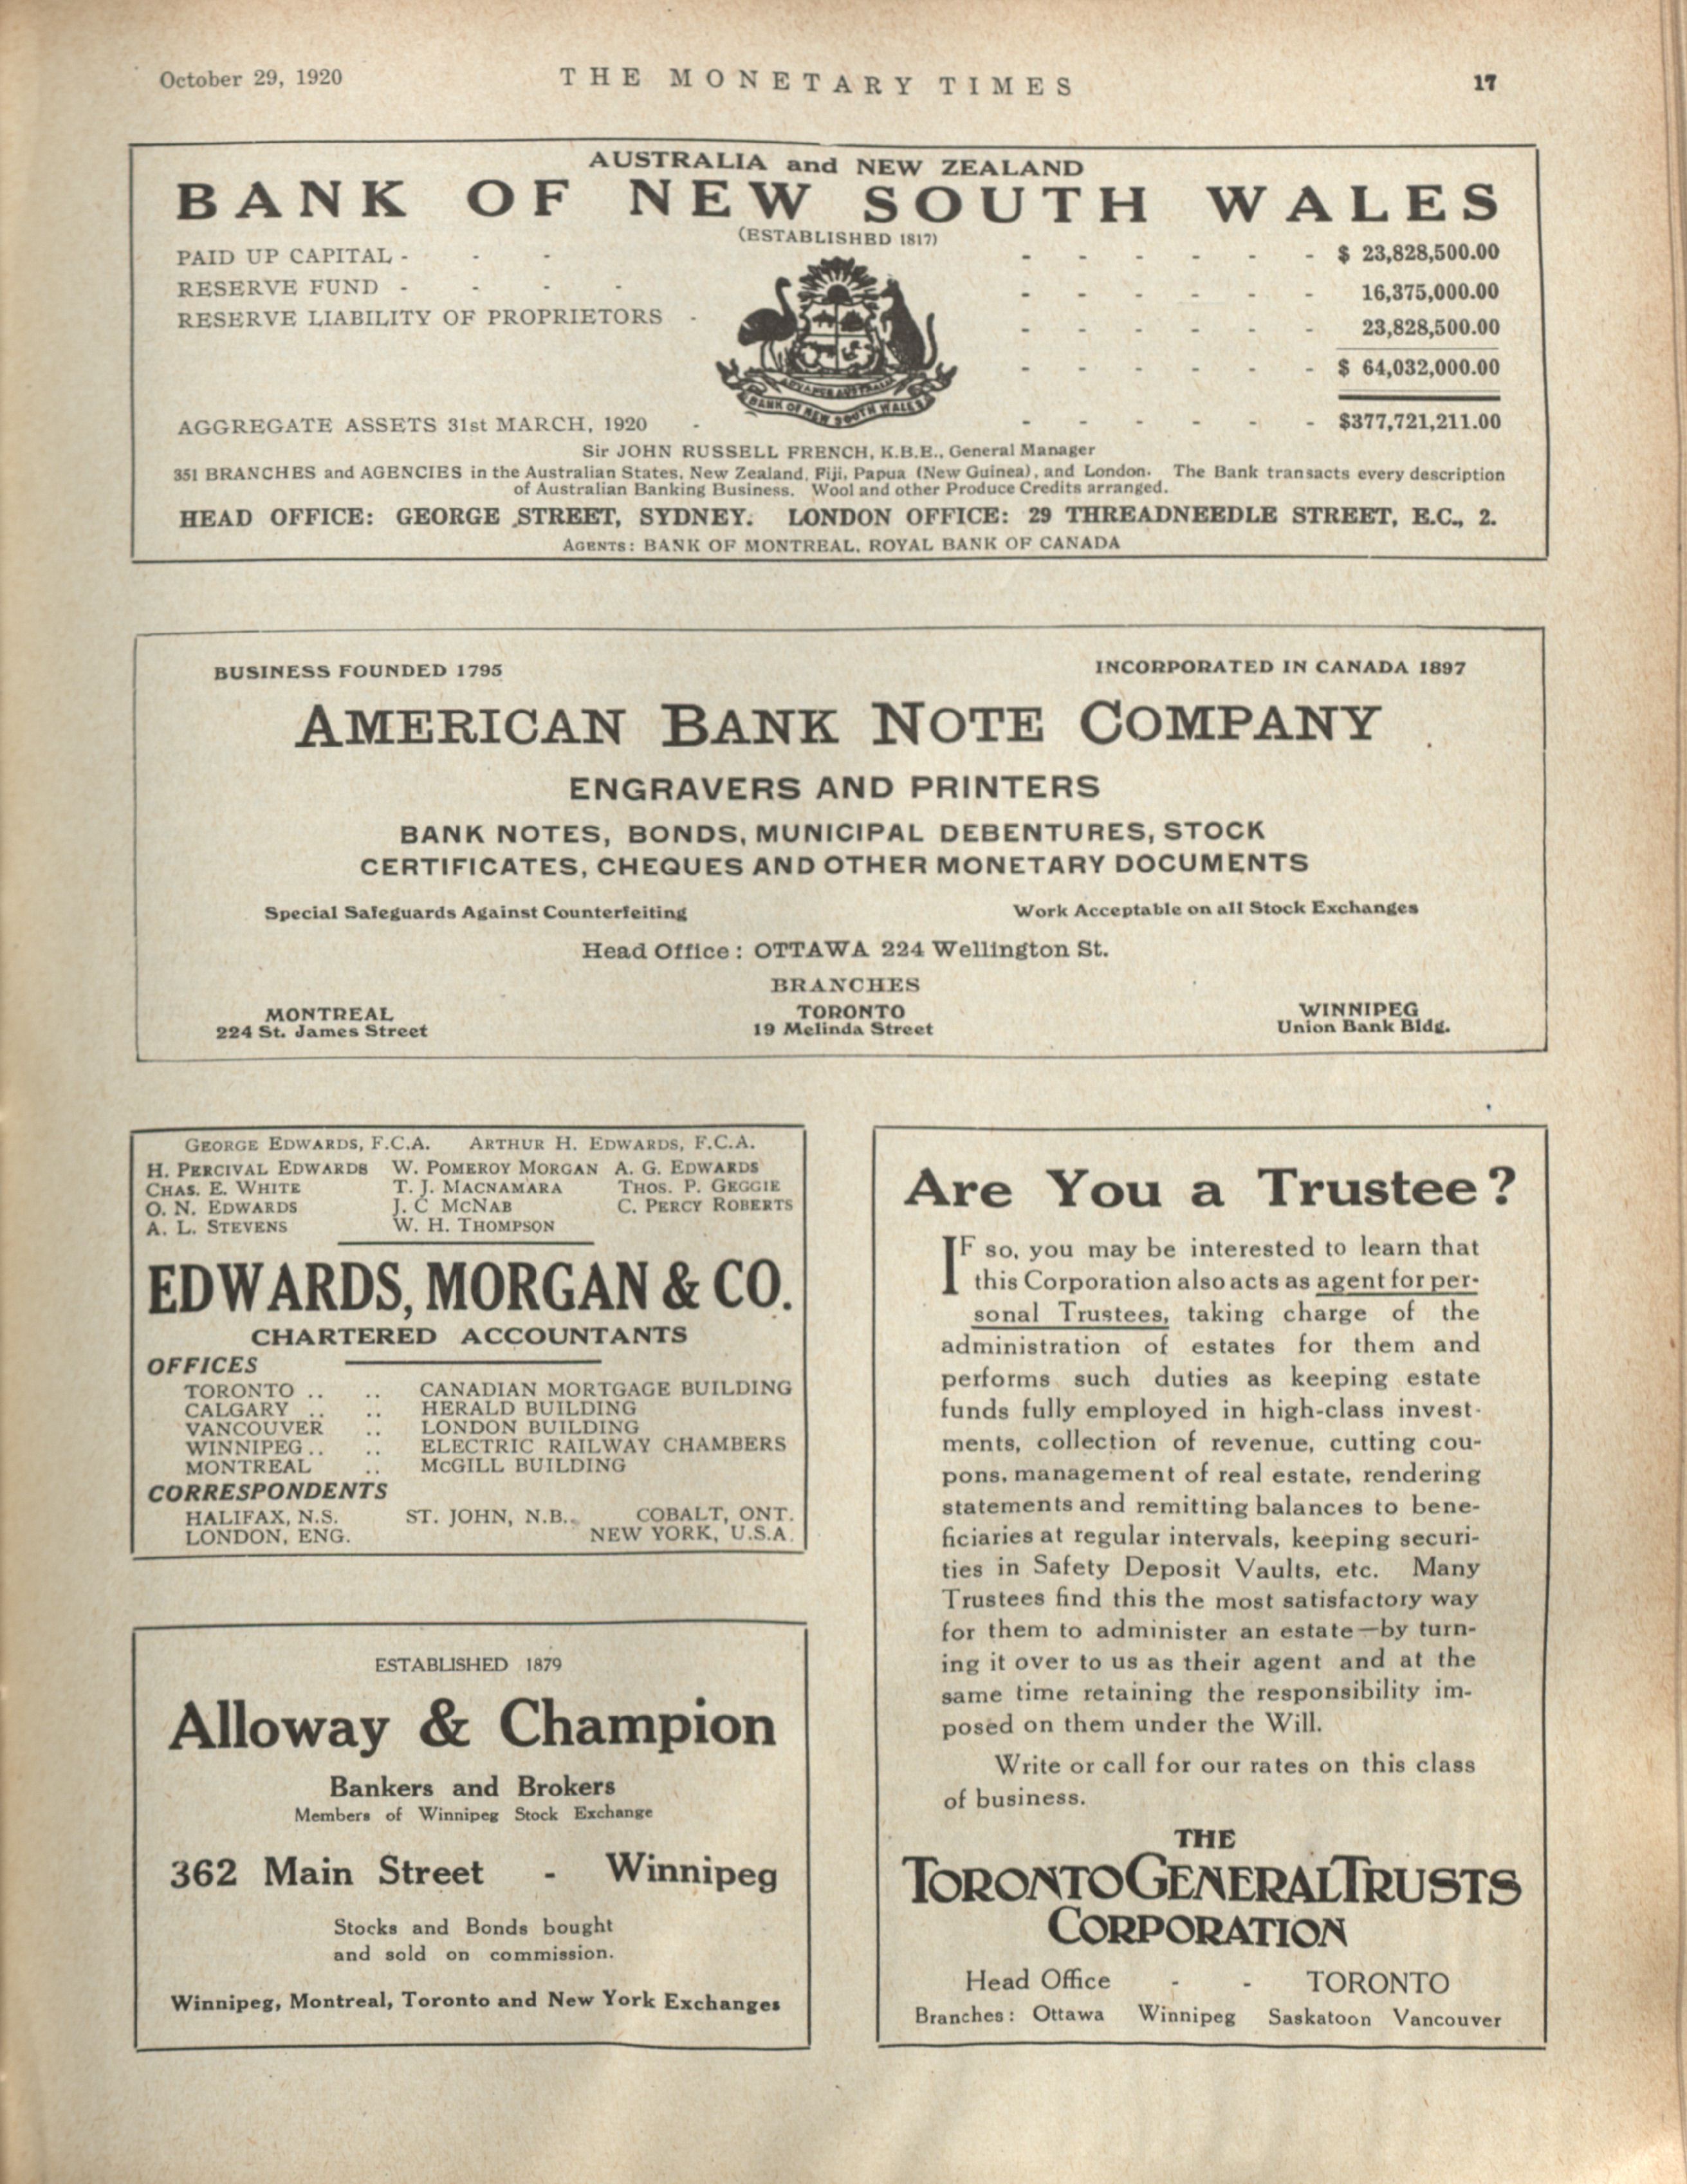 October 29, 1920 THE MONETARY TIMES 17
AUSTRALIA and NEW ZEALAND
BANK OF NEW SOUTH WALES
(ESTABLISHED 1817)
PAID UP CAPITAL - - - - - - - - - $ 23,828,500.00
RESERVE FUND - - - - - - - - - - 16,375,000.00
RESERVE LIABILITY OF PROPRIETORS - - - - - - - 23,828,500.00
- - - - - - $ 64,032,000.00
ADVANCE AUSTRALIA
BANK OF NEW SOUTH WALES
AGGREGATE ASSETS 31st MARCH, 1920 - - - - - - - $377,721,211.00
Sir JOHN RUSSELL FRENCH, K.B.E., General Manager
351 BRANCHES and AGENCIES in the Australian States, New Zealand, Fiji, Papua (New Guinea), and London. The Bank transacts every description
of Australian Banking Business. Wool and other Produce Credits arranged.
HEAD OFFICE: GEORGE STREET, SYDNEY. LONDON OFFICE: 29 THREADNEEDLE STREET, E.C., 2.
AGENTS: BANK OF MONTREAL, ROYAL BANK OF CANADA
BUSINESS FOUNDED 1795 INCORPORATED IN CANADA 1897
AMERICAN BANK NOTE COMPANY
ENGRAVERS AND PRINTERS
BANK NOTES, BONDS, MUNICIPAL DEBENTURES, STOCK
CERTIFICATES, CHEQUES AND OTHER MONETARY DOCUMENTS
Special Safeguards Against Counterfeiting Work Acceptable on all Stock Exchanges
Head Office: OTTAWA 224 Wellington St.
BRANCHES
MONTREAL TORONTO WINNIPEG
224 St. James Street 19 Melinda Street Union Bank Bldg.
GEORGE EDWARDS, F.C.A. ARTHUR H. EDWARDS, F.C.A.
H. PERCIVAL EDWARDS W. POMEROY MORGAN A. G. EDWARDS
CHAS. E. WHITE T. J. MACNAMARA THOS. P. GEGGIE
O. N. EDWARDS J. C McNAB C. PERCY ROBERTS
A. L. STEVENS W. H. THOMPSON
EDWARDS, MORGAN & CO.
CHARTERED ACCOUNTANTS
OFFICES
TORONTO .. .. CANADIAN MORTGAGE BUILDING
CALGARY .. .. HERALD BUILDING
VANCOUVER .. LONDON BUILDING
WINNIPEG .. .. ELECTRIC RAILWAY CHAMBERS
MONTREAL .. McGILL BUILDING
CORRESPONDENTS
HALIFAX, N.S. ST. JOHN, N.B. COBALT, ONT.
LONDON, ENG. NEW YORK, U.S.A.
ESTABLISHED 1879
Alloway & Champion
Bankers and Brokers
Members of Winnipeg Stock Exchange
362 Main Street - Winnipeg
Stocks and Bonds bought
and sold on commission.
Winnipeg, Montreal, Toronto and New York Exchanges
Are You a Trustee?
IF so, you may be interested to learn that
this Corporation also acts as agent for per-
sonal Trustees, taking charge of the
administration of estates for them and
performs such duties as keeping estate
funds fully employed in high-class invest-
ments, collection of revenue, cutting cou-
pons, management of real estate, rendering
statements and remitting balances to bene-
ficiaries at regular intervals, keeping securi-
ties in Safety Deposit Vaults, etc. Many
Trustees find this the most satisfactory way
for them to administer an estate—by turn-
ing it over to us as their agent and at the
same time retaining the responsibility im-
posed on them under the Will.
Write or call for our rates on this class
of business.
THE
TORONTO GENERAL TRUSTS
CORPORATION
Head Office - - TORONTO
Branches: Ottawa Winnipeg Saskatoon Vancouver